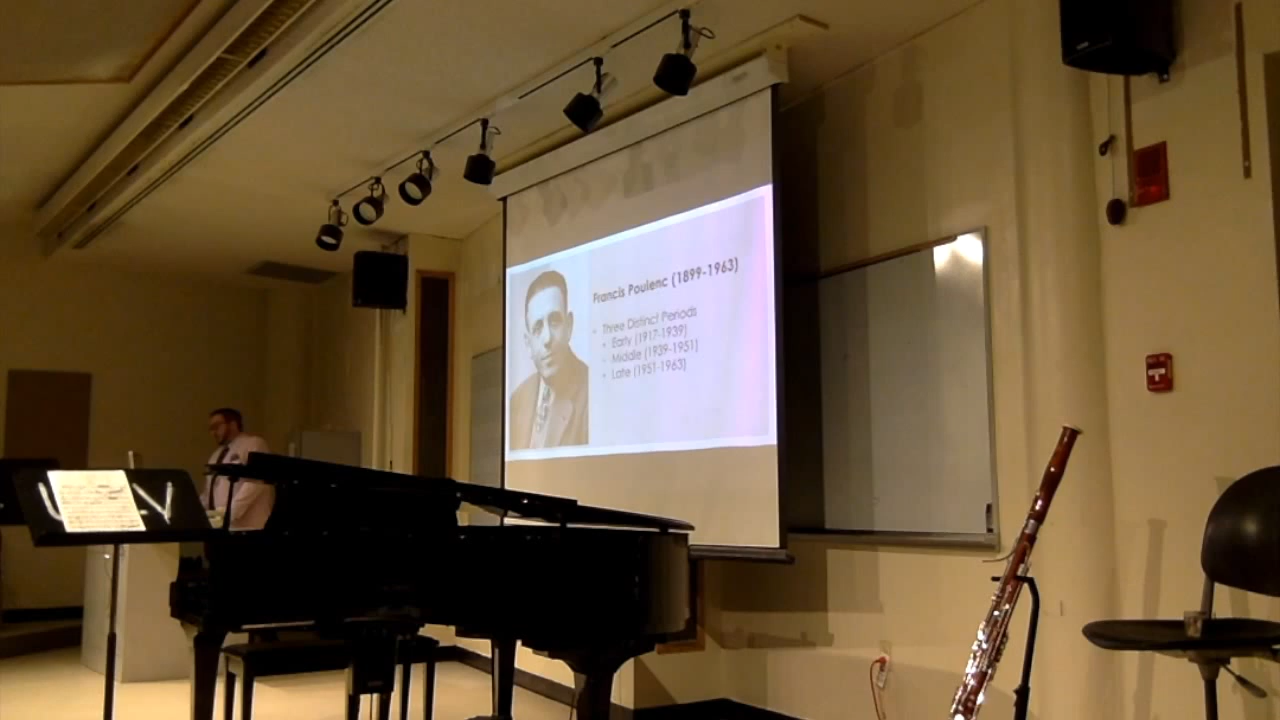 Francis Poulenc (1899-1963)
Three Distinct Periods
Early (1917-1939)
Middle (1939-1951)
Late (1951-1963)